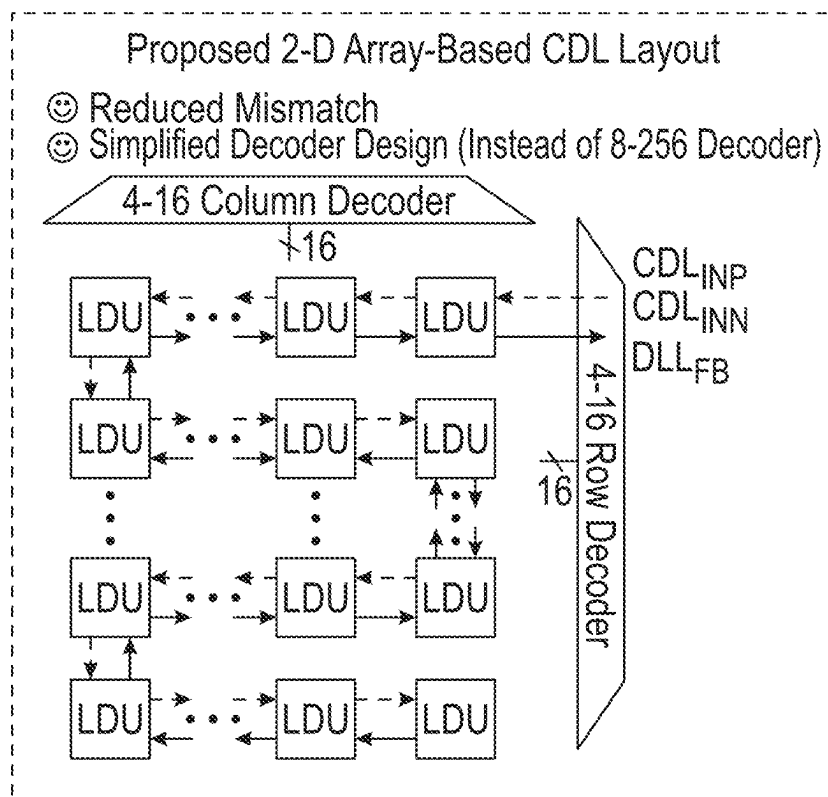 Proposed 2-D Array-Based CDL Layout
☺ Reduced Mismatch
☺ Simplified Decoder Design (Instead of 8-256 Decoder)
4-16 Column Decoder
16
CDL_INP
CDL_INN
DLL_FB
LDU LDU LDU
LDU LDU LDU
16
4-16 Row Decoder
LDU LDU LDU
LDU LDU LDU